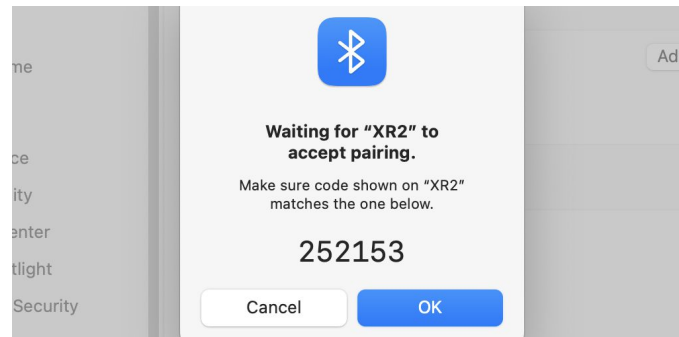 Waiting for “XR2” to
accept pairing.
Make sure code shown on “XR2”
matches the one below.
252153
Cancel
OK
Security